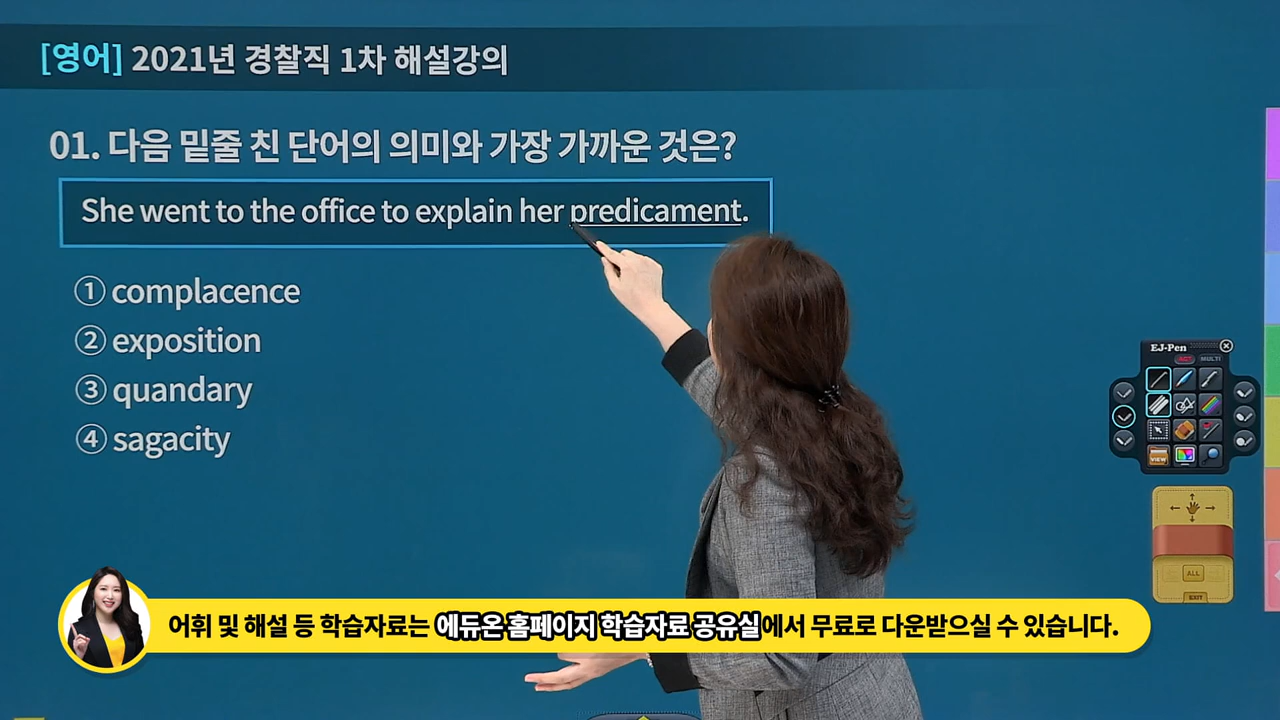 [영어] 2021년 경찰직 1차 해설강의
01. 다음 밑줄 친 단어의 의미와 가장 가까운 것은?
She went to the office to explain her predicament.
① complacence
② exposition
③ quandary
④ sagacity
EJ-Pen
ACT MULTI
VIEW
ALL
EXIT
어휘 및 해설 등 학습자료는 에듀온 홈페이지 학습자료 공유실에서 무료로 다운받으실 수 있습니다.